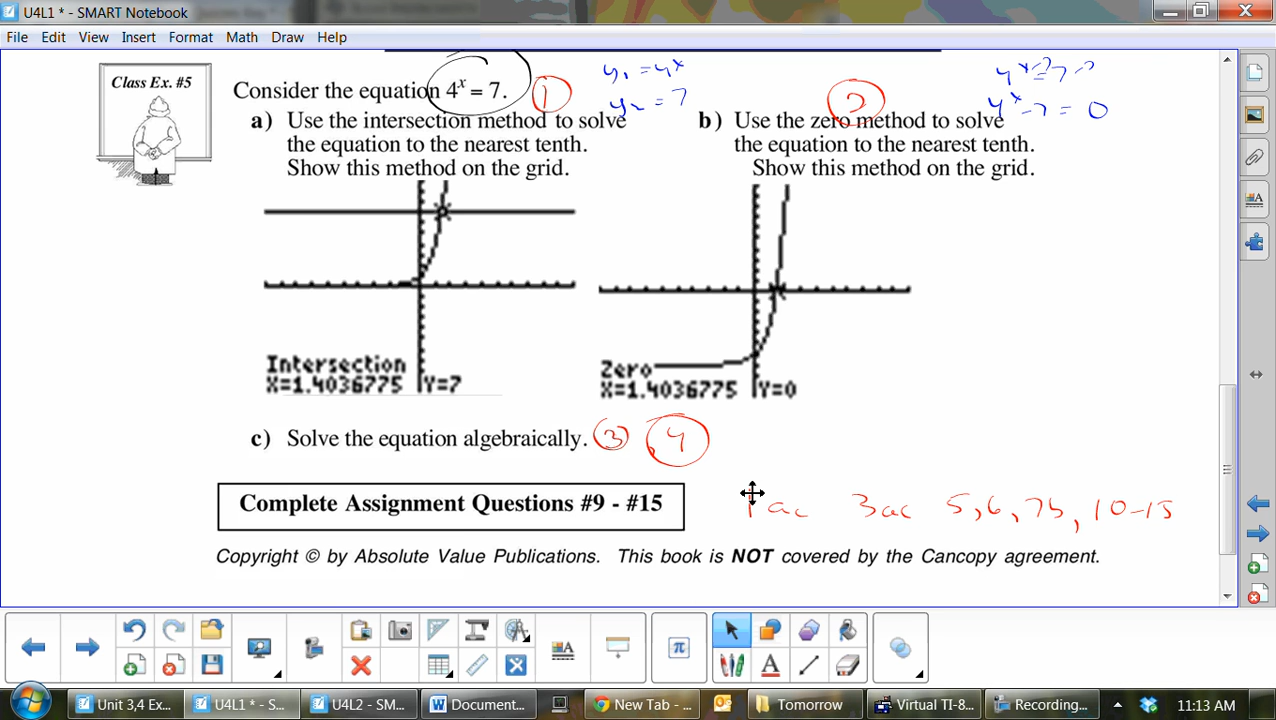 U4L1 * - SMART Notebook
File Edit View Insert Format Math Draw Help
Class Ex. #5
Consider the equation 4ˣ = 7.
1
y₁ = 4ˣ
y₂ = 7
a) Use the intersection method to solve
the equation to the nearest tenth.
Show this method on the grid.
Intersection
X=1.4036775 Y=7
2
4ˣ - 7 = 0
b) Use the zero method to solve
the equation to the nearest tenth.
Show this method on the grid.
Zero
X=1.4036775 Y=0
c) Solve the equation algebraically. 3 4
Complete Assignment Questions #9 - #15
1ac 3ac 5,6,7b, 10-15
Copyright © by Absolute Value Publications. This book is NOT covered by the Cancopy agreement.
Unit 3,4 Ex... U4L1 * - S... U4L2 - SM... Document... New Tab - ... Tomorrow Virtual TI-8... Recording... 11:13 AM